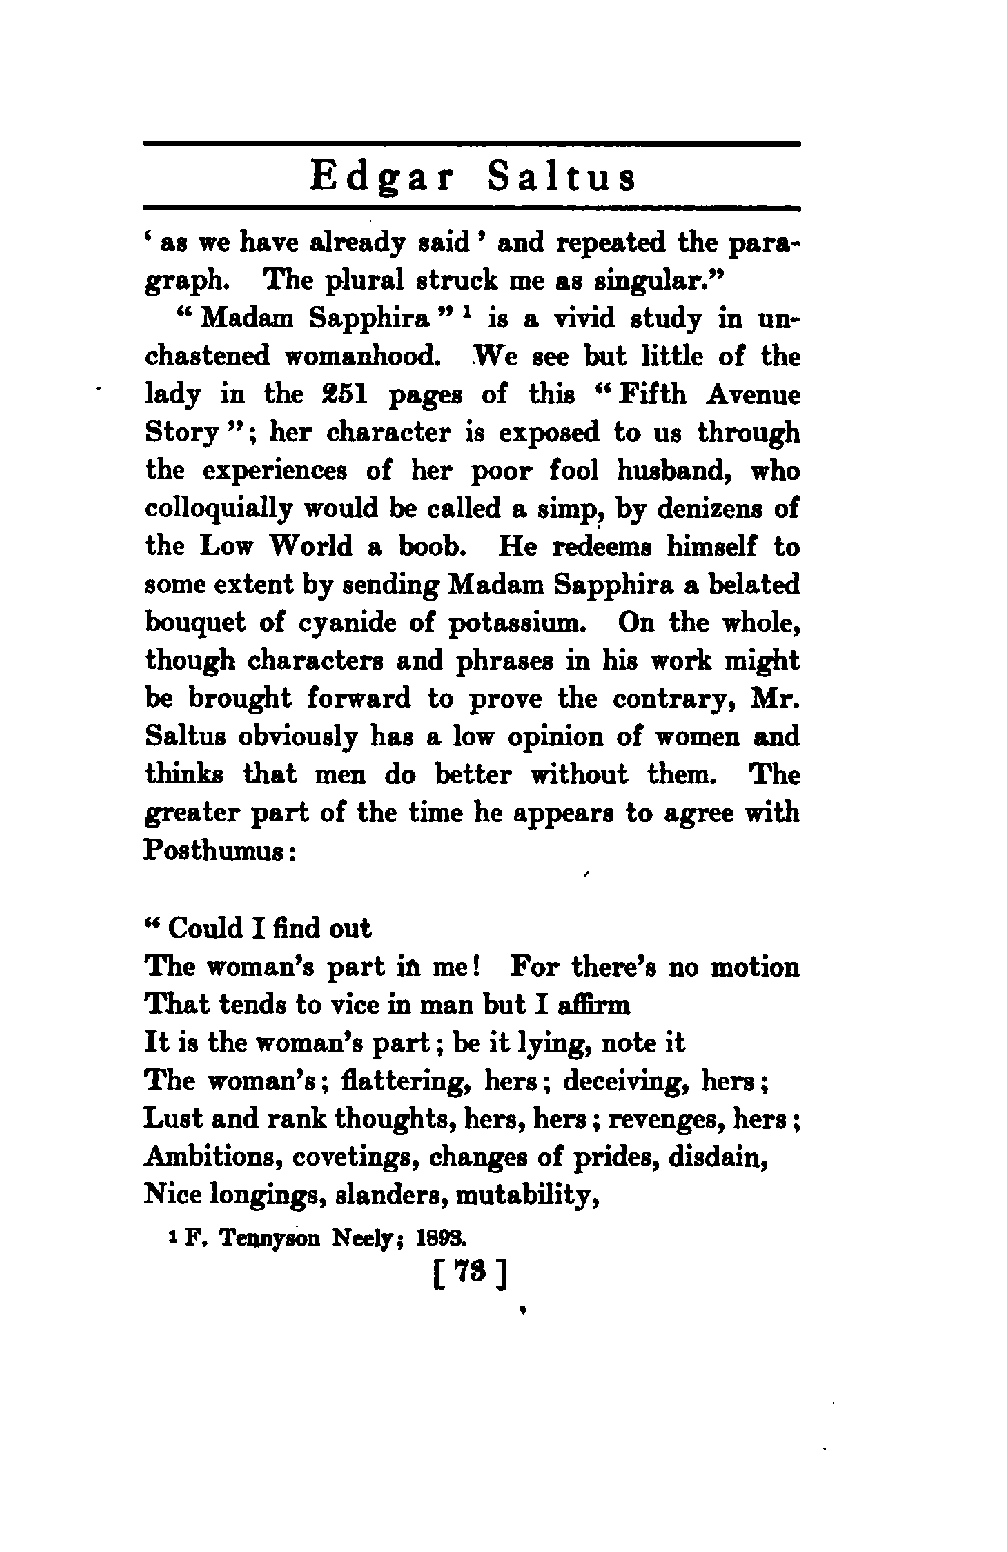 Edgar Saltus
‘ as we have already said ’ and repeated the para-
graph. The plural struck me as singular.”
“ Madam Sapphira ” ¹ is a vivid study in un-
chastened womanhood. We see but little of the
lady in the 251 pages of this “ Fifth Avenue
Story ”; her character is exposed to us through
the experiences of her poor fool husband, who
colloquially would be called a simp, by denizens of
the Low World a boob. He redeems himself to
some extent by sending Madam Sapphira a belated
bouquet of cyanide of potassium. On the whole,
though characters and phrases in his work might
be brought forward to prove the contrary, Mr.
Saltus obviously has a low opinion of women and
thinks that men do better without them. The
greater part of the time he appears to agree with
Posthumus:
“ Could I find out
The woman’s part in me! For there’s no motion
That tends to vice in man but I affirm
It is the woman’s part; be it lying, note it
The woman’s; flattering, hers; deceiving, hers;
Lust and rank thoughts, hers, hers; revenges, hers;
Ambitions, covetings, changes of prides, disdain,
Nice longings, slanders, mutability,
¹ F. Tennyson Neely; 1893.
[ 73 ]